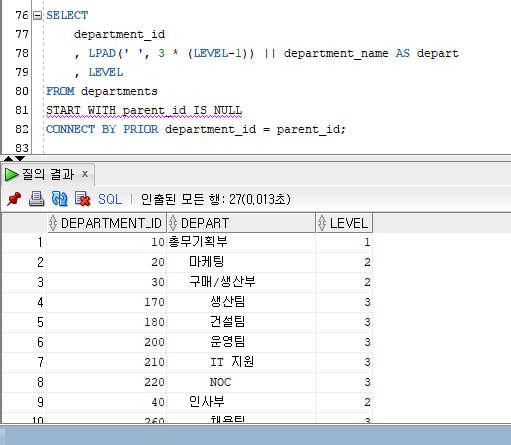 76 SELECT
77 department_id
78 , LPAD(' ', 3 * (LEVEL-1)) || department_name AS depart
79 , LEVEL
80 FROM departments
81 START WITH parent_id IS NULL
82 CONNECT BY PRIOR department_id = parent_id;
질의 결과 x
SQL | 인출된 모든 행: 27(0,013초)
DEPARTMENT_ID DEPART LEVEL
1 10 총무기획부 1
2 20 마케팅 2
3 30 구매/생산부 2
4 170 생산팀 3
5 180 건설팀 3
6 200 운영팀 3
7 210 IT 지원 3
8 220 NOC 3
9 40 인사부 2
10 260 채용팀 3